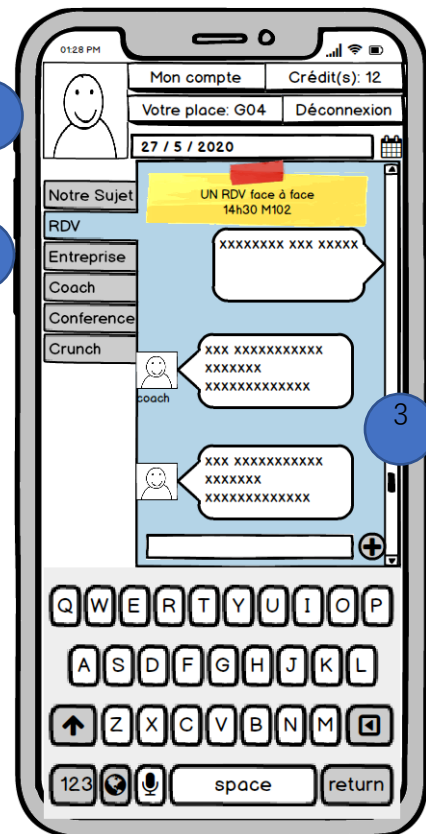 01:28 PM
Mon compte
Crédit(s): 12
Votre place: G04
Déconnexion
27 / 5 / 2020
Notre Sujet
RDV
Entreprise
Coach
Conference
Crunch
UN RDV face à face
14h30 M102
xxxxxxxx xxx xxxxx
xxx xxxxxxxxxxx
xxxxxxx
xxxxxxxxxxxxx
coach
3
xxx xxxxxxxxxxx
xxxxxxx
xxxxxxxxxxxxx
Q W E R T Y U I O P
A S D F G H J K L
Z X C V B N M
123 space return